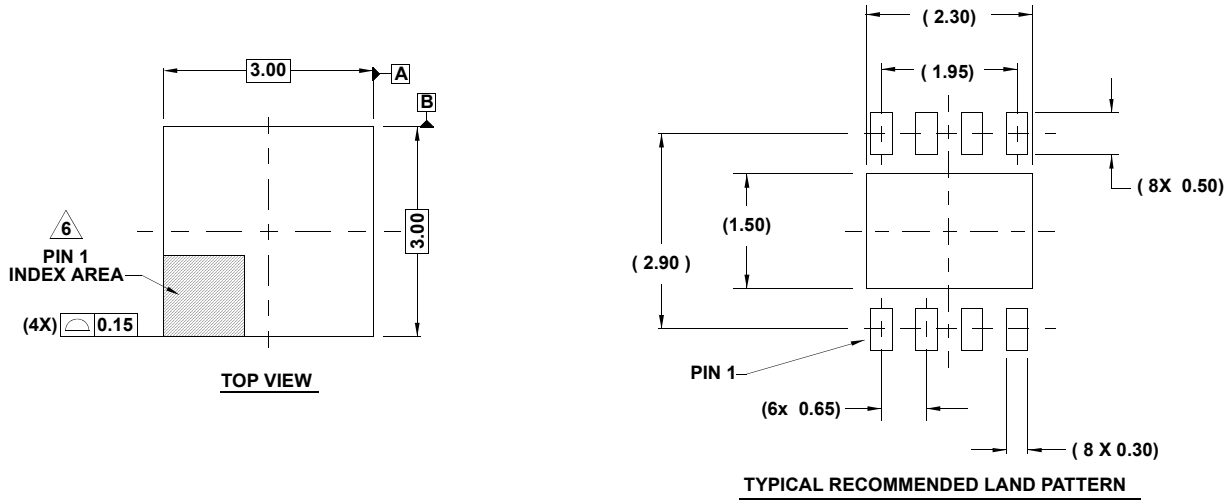 3.00
A
B
3.00
6
PIN 1
INDEX AREA
(4X) 0.15
TOP VIEW
( 2.30)
( 1.95)
( 8X 0.50)
(1.50)
( 2.90 )
PIN 1
(6x 0.65)
( 8 X 0.30)
TYPICAL RECOMMENDED LAND PATTERN